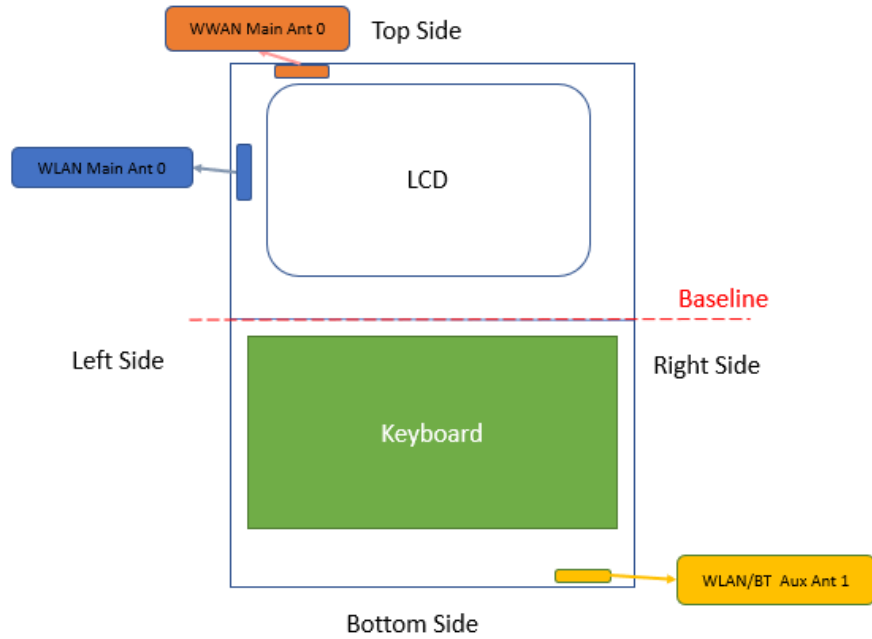 WWAN Main Ant 0
Top Side
WLAN Main Ant 0
LCD
Baseline
Left Side
Right Side
Keyboard
WLAN/BT  Aux Ant 1
Bottom Side